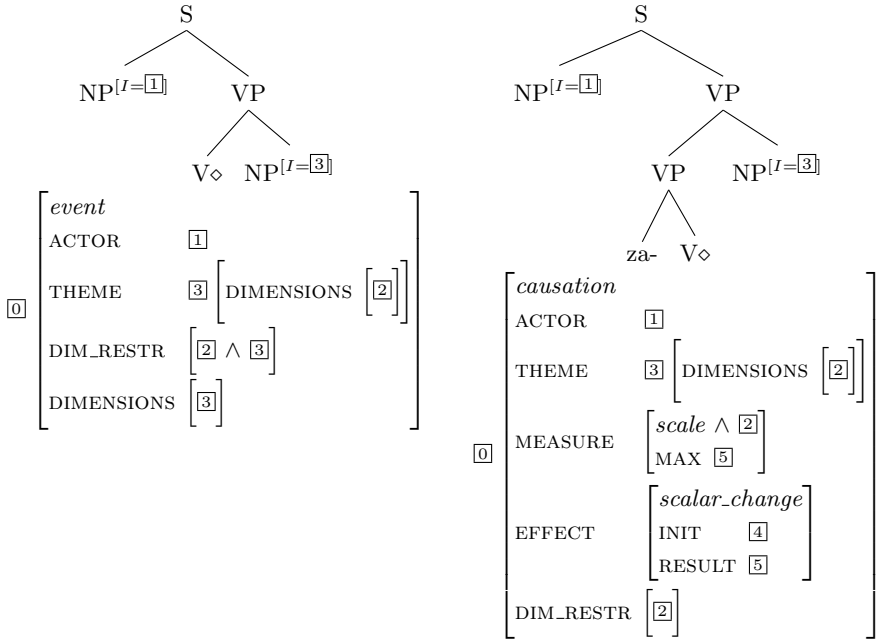 S
NP[I=1]
VP
V⋄ NP[I=3]
0
event
ACTOR 1
THEME 3 [DIMENSIONS [2]]
DIM_RESTR [2 ∧ 3]
DIMENSIONS [3]
S
NP[I=1]
VP
VP NP[I=3]
za- V⋄
0
causation
ACTOR 1
THEME 3 [DIMENSIONS [2]]
MEASURE [scale ∧ 2
MAX 5]
EFFECT [scalar_change
INIT 4
RESULT 5]
DIM_RESTR [2]